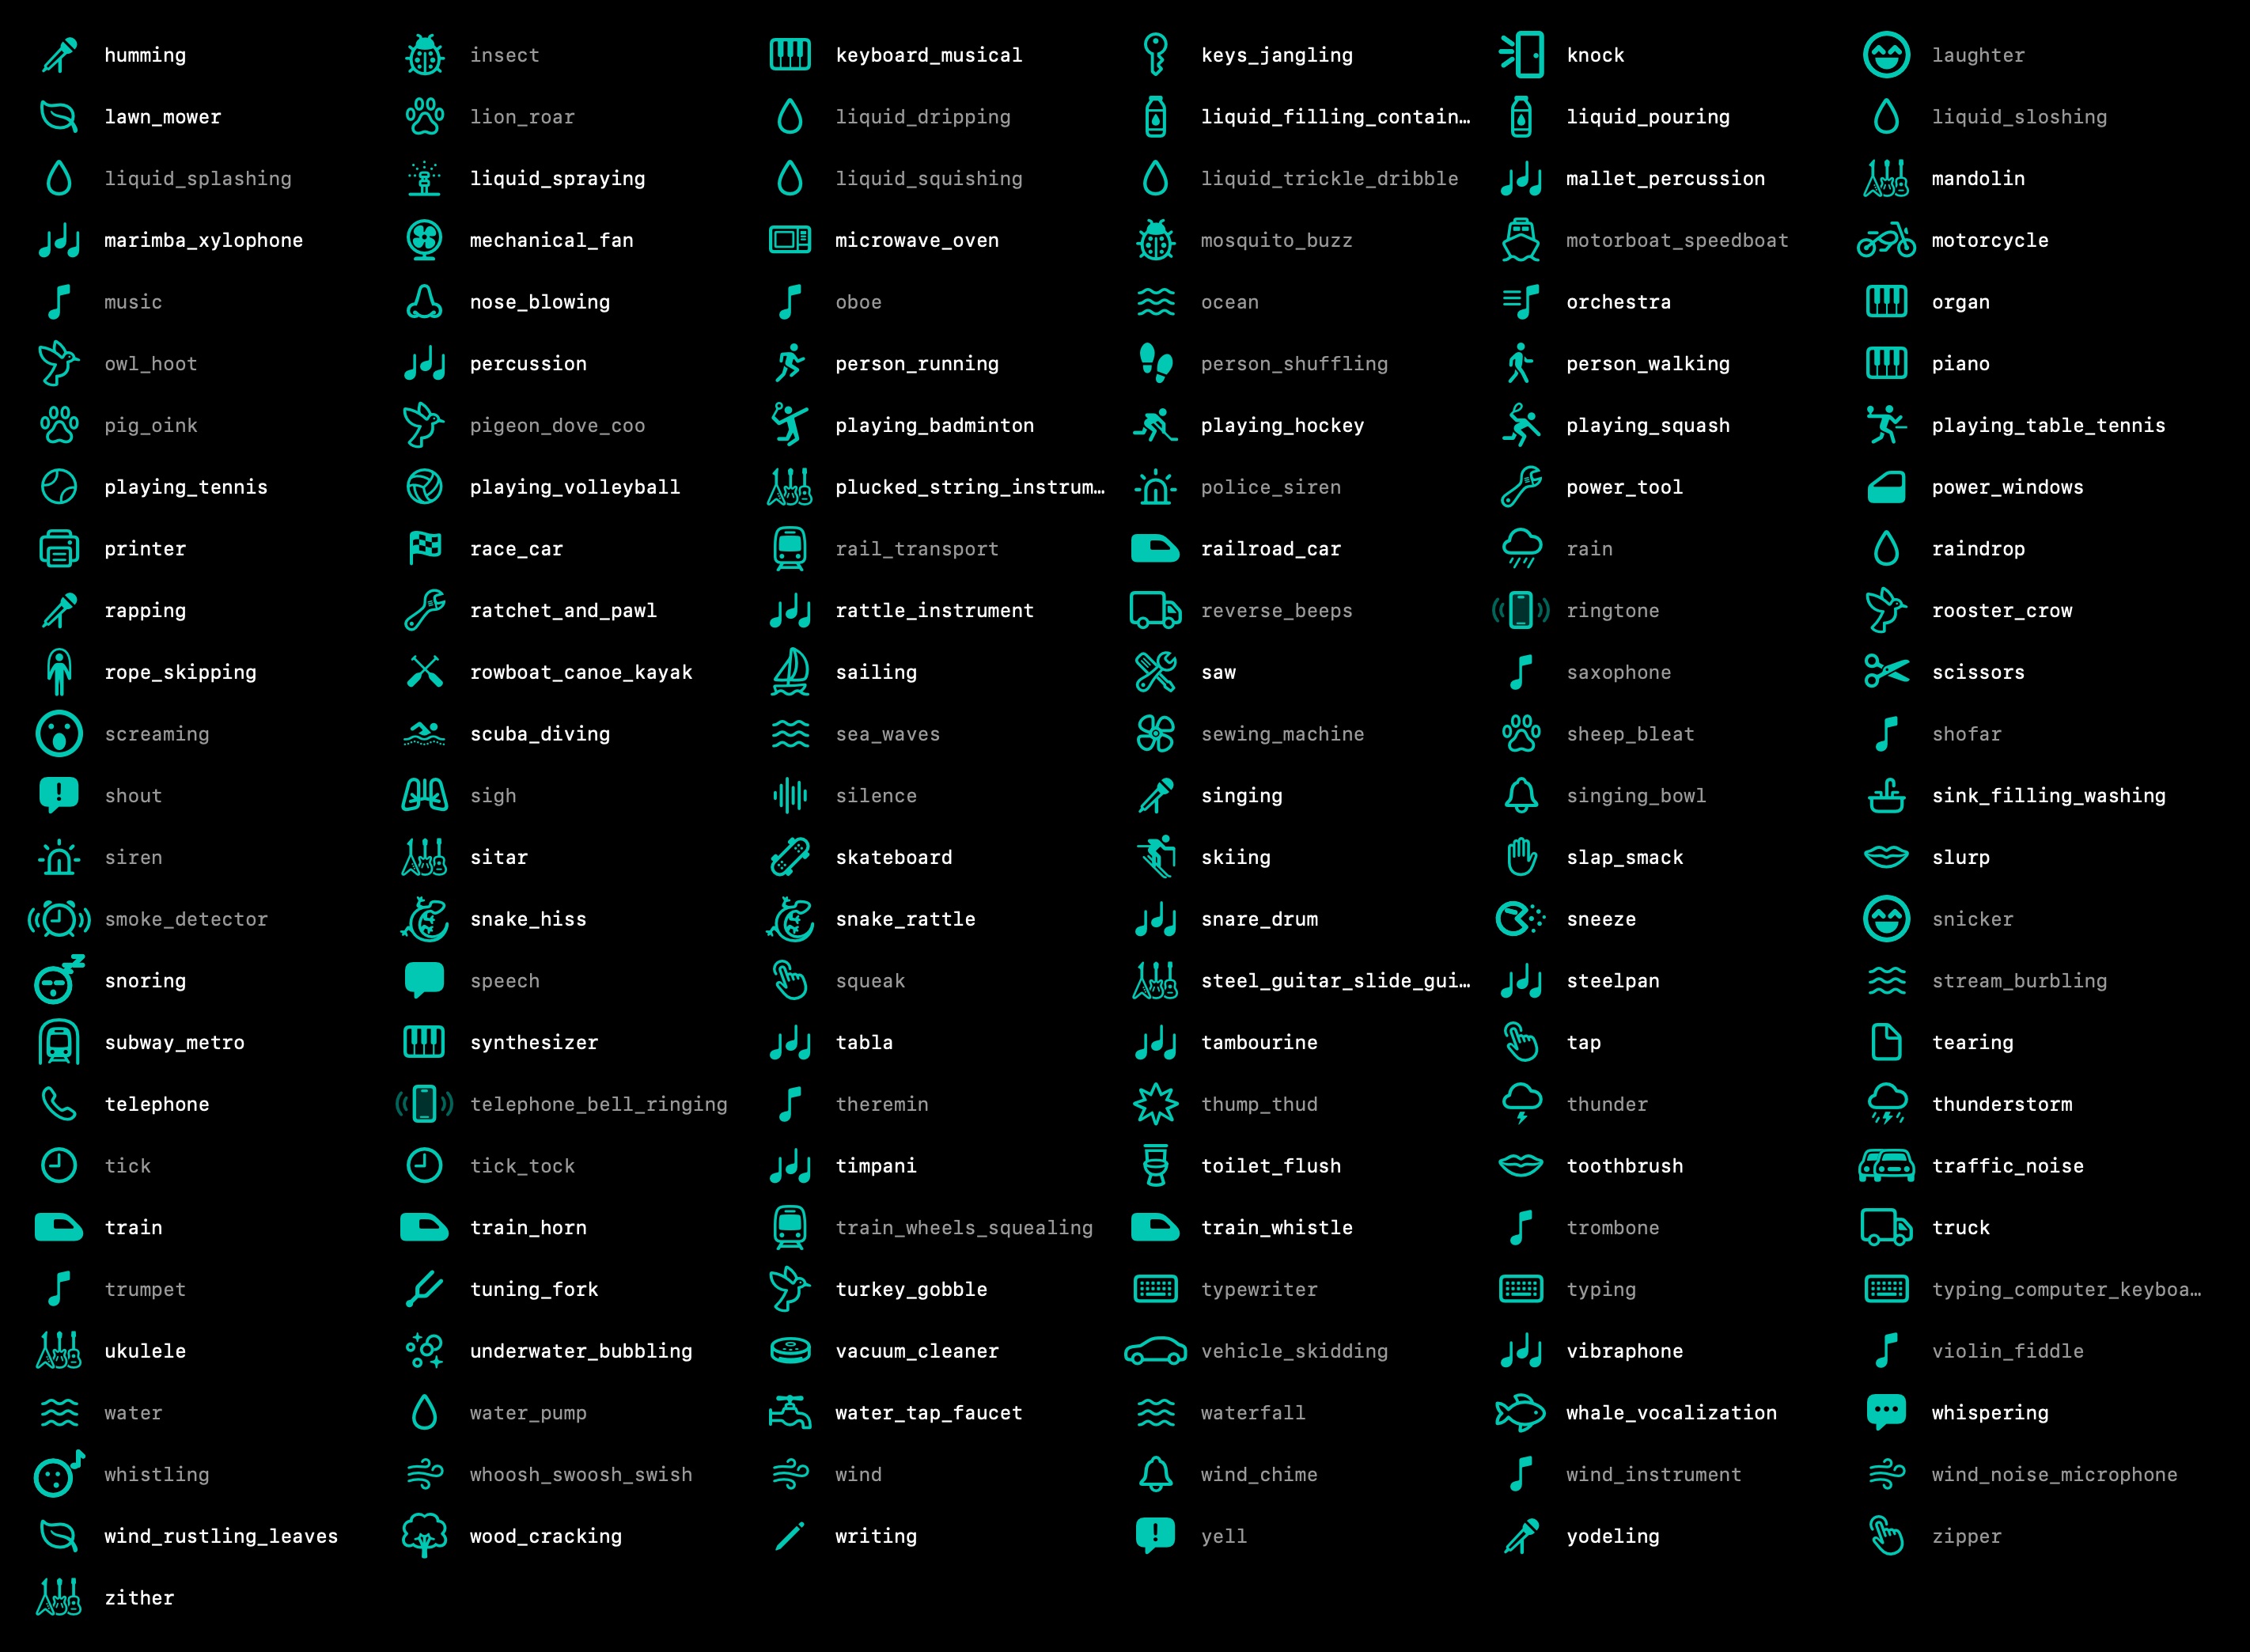 humming insect keyboard_musical keys_jangling knock laughter
lawn_mower lion_roar liquid_dripping liquid_filling_contain… liquid_pouring liquid_sloshing
liquid_splashing liquid_spraying liquid_squishing liquid_trickle_dribble mallet_percussion mandolin
marimba_xylophone mechanical_fan microwave_oven mosquito_buzz motorboat_speedboat motorcycle
music nose_blowing oboe ocean orchestra organ
owl_hoot percussion person_running person_shuffling person_walking piano
pig_oink pigeon_dove_coo playing_badminton playing_hockey playing_squash playing_table_tennis
playing_tennis playing_volleyball plucked_string_instrum… police_siren power_tool power_windows
printer race_car rail_transport railroad_car rain raindrop
rapping ratchet_and_pawl rattle_instrument reverse_beeps ringtone rooster_crow
rope_skipping rowboat_canoe_kayak sailing saw saxophone scissors
screaming scuba_diving sea_waves sewing_machine sheep_bleat shofar
shout sigh silence singing singing_bowl sink_filling_washing
siren sitar skateboard skiing slap_smack slurp
smoke_detector snake_hiss snake_rattle snare_drum sneeze snicker
snoring speech squeak steel_guitar_slide_gui… steelpan stream_burbling
subway_metro synthesizer tabla tambourine tap tearing
telephone telephone_bell_ringing theremin thump_thud thunder thunderstorm
tick tick_tock timpani toilet_flush toothbrush traffic_noise
train train_horn train_wheels_squealing train_whistle trombone truck
trumpet tuning_fork turkey_gobble typewriter typing typing_computer_keyboa…
ukulele underwater_bubbling vacuum_cleaner vehicle_skidding vibraphone violin_fiddle
water water_pump water_tap_faucet waterfall whale_vocalization whispering
whistling whoosh_swoosh_swish wind wind_chime wind_instrument wind_noise_microphone
wind_rustling_leaves wood_cracking writing yell yodeling zipper
zither